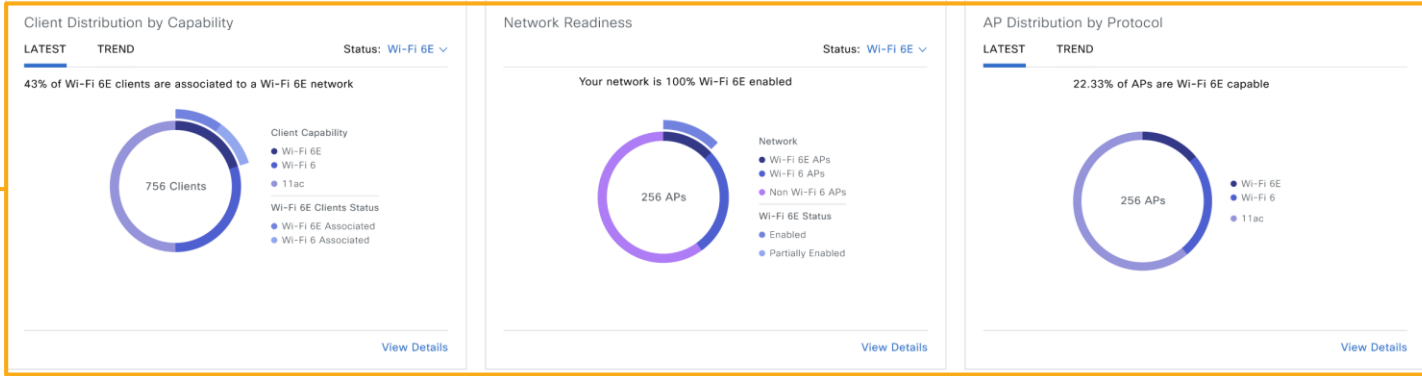 Client Distribution by Capability
LATEST TREND Status: Wi-Fi 6E
43% of Wi-Fi 6E clients are associated to a Wi-Fi 6E network
756 Clients
Client Capability
Wi-Fi 6E
Wi-Fi 6
11ac
Wi-Fi 6E Clients Status
Wi-Fi 6E Associated
Wi-Fi 6 Associated
View Details
Network Readiness
Status: Wi-Fi 6E
Your network is 100% Wi-Fi 6E enabled
256 APs
Network
Wi-Fi 6E APs
Wi-Fi 6 APs
Non Wi-Fi 6 APs
Wi-Fi 6E Status
Enabled
Partially Enabled
View Details
AP Distribution by Protocol
LATEST TREND
22.33% of APs are Wi-Fi 6E capable
256 APs
Wi-Fi 6E
Wi-Fi 6
11ac
View Details